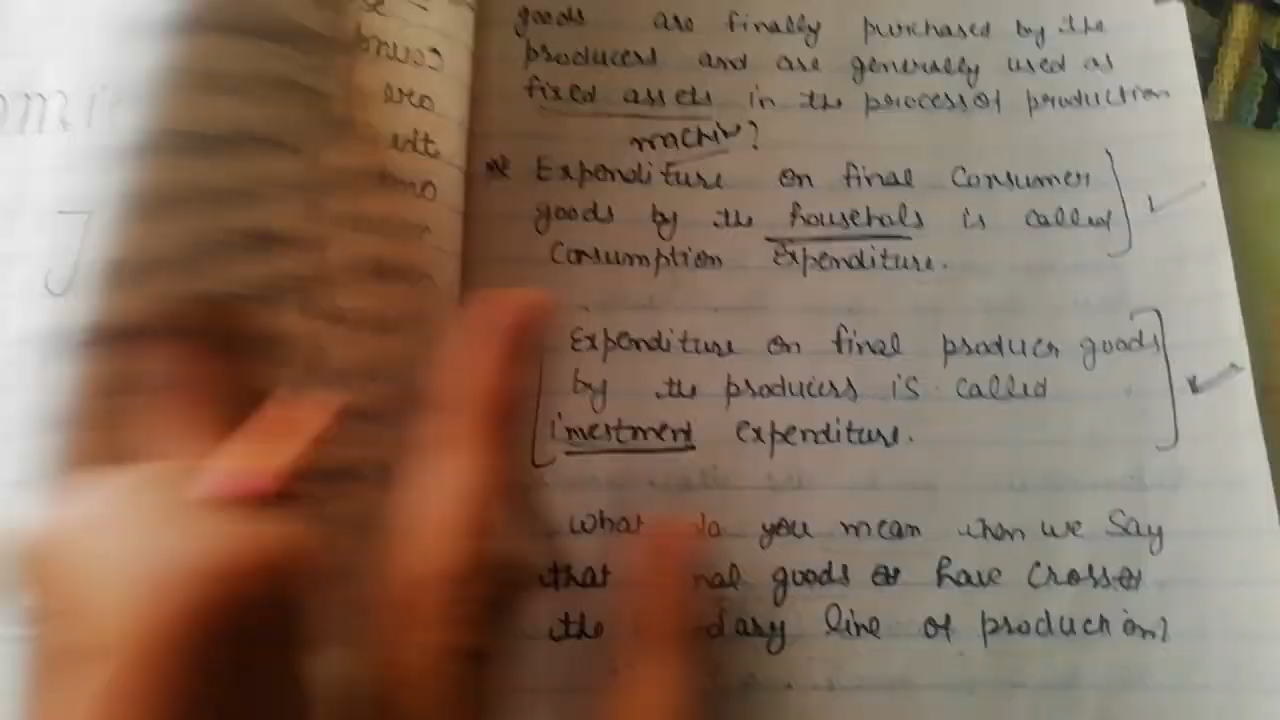 goods are finally purchased by the
producers and are generally used as
fixed assets in the process of production
machin?
Expenditure on final consumer
goods by the househols is called
Consumption Expenditure.
Expenditure on final producer goods
by the producers is called
investment expenditure.
What do you mean when we say
that nal goods have crossed
the dary line of production?